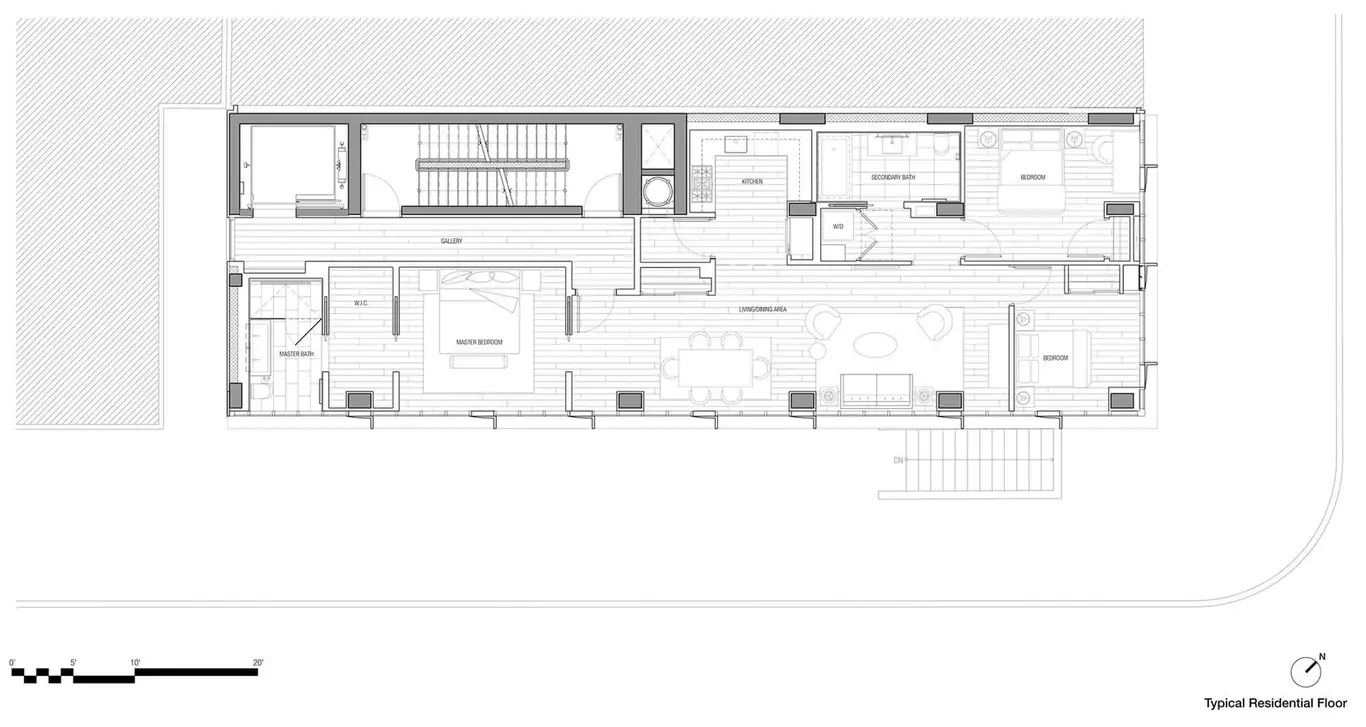 KITCHEN
SECONDARY BATH
BEDROOM
W/D
GALLERY
W.I.C.
LIVING/DINING AREA
MASTER BEDROOM
MASTER BATH
BEDROOM
DN
0' 5' 10' 20'
N
Typical Residential Floor